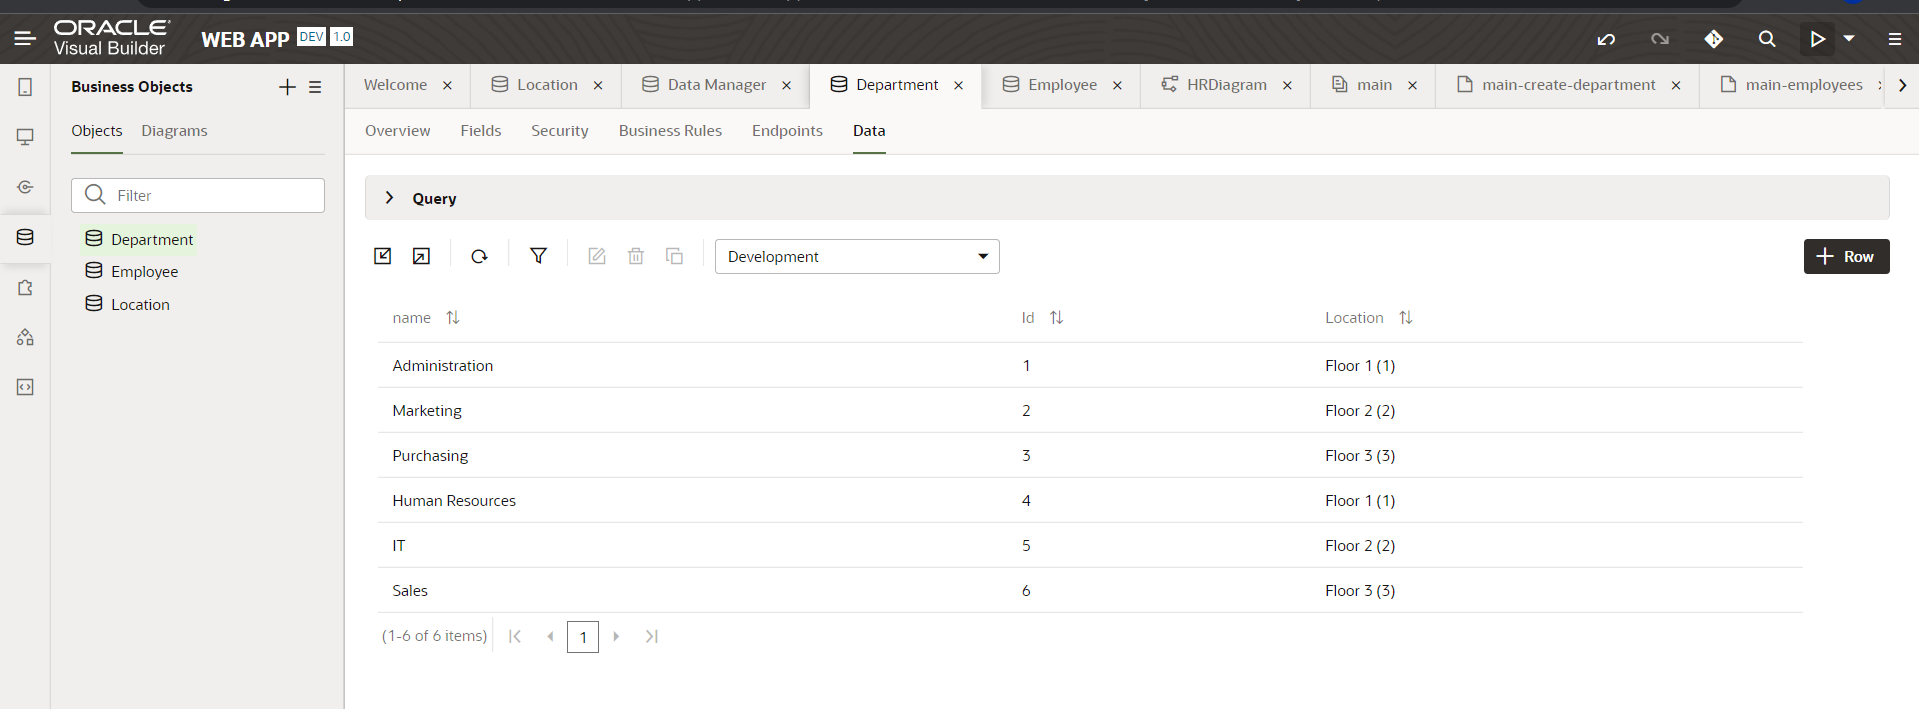 ORACLE
Visual Builder
WEB APP DEV 1.0
Business Objects
Objects Diagrams
Filter
Department
Employee
Location
Welcome Location Data Manager Department Employee HRDiagram main main-create-department main-employees
Overview Fields Security Business Rules Endpoints Data
Query
Development
Row
name Id Location
Administration 1 Floor 1 (1)
Marketing 2 Floor 2 (2)
Purchasing 3 Floor 3 (3)
Human Resources 4 Floor 1 (1)
IT 5 Floor 2 (2)
Sales 6 Floor 3 (3)
(1-6 of 6 items) 1